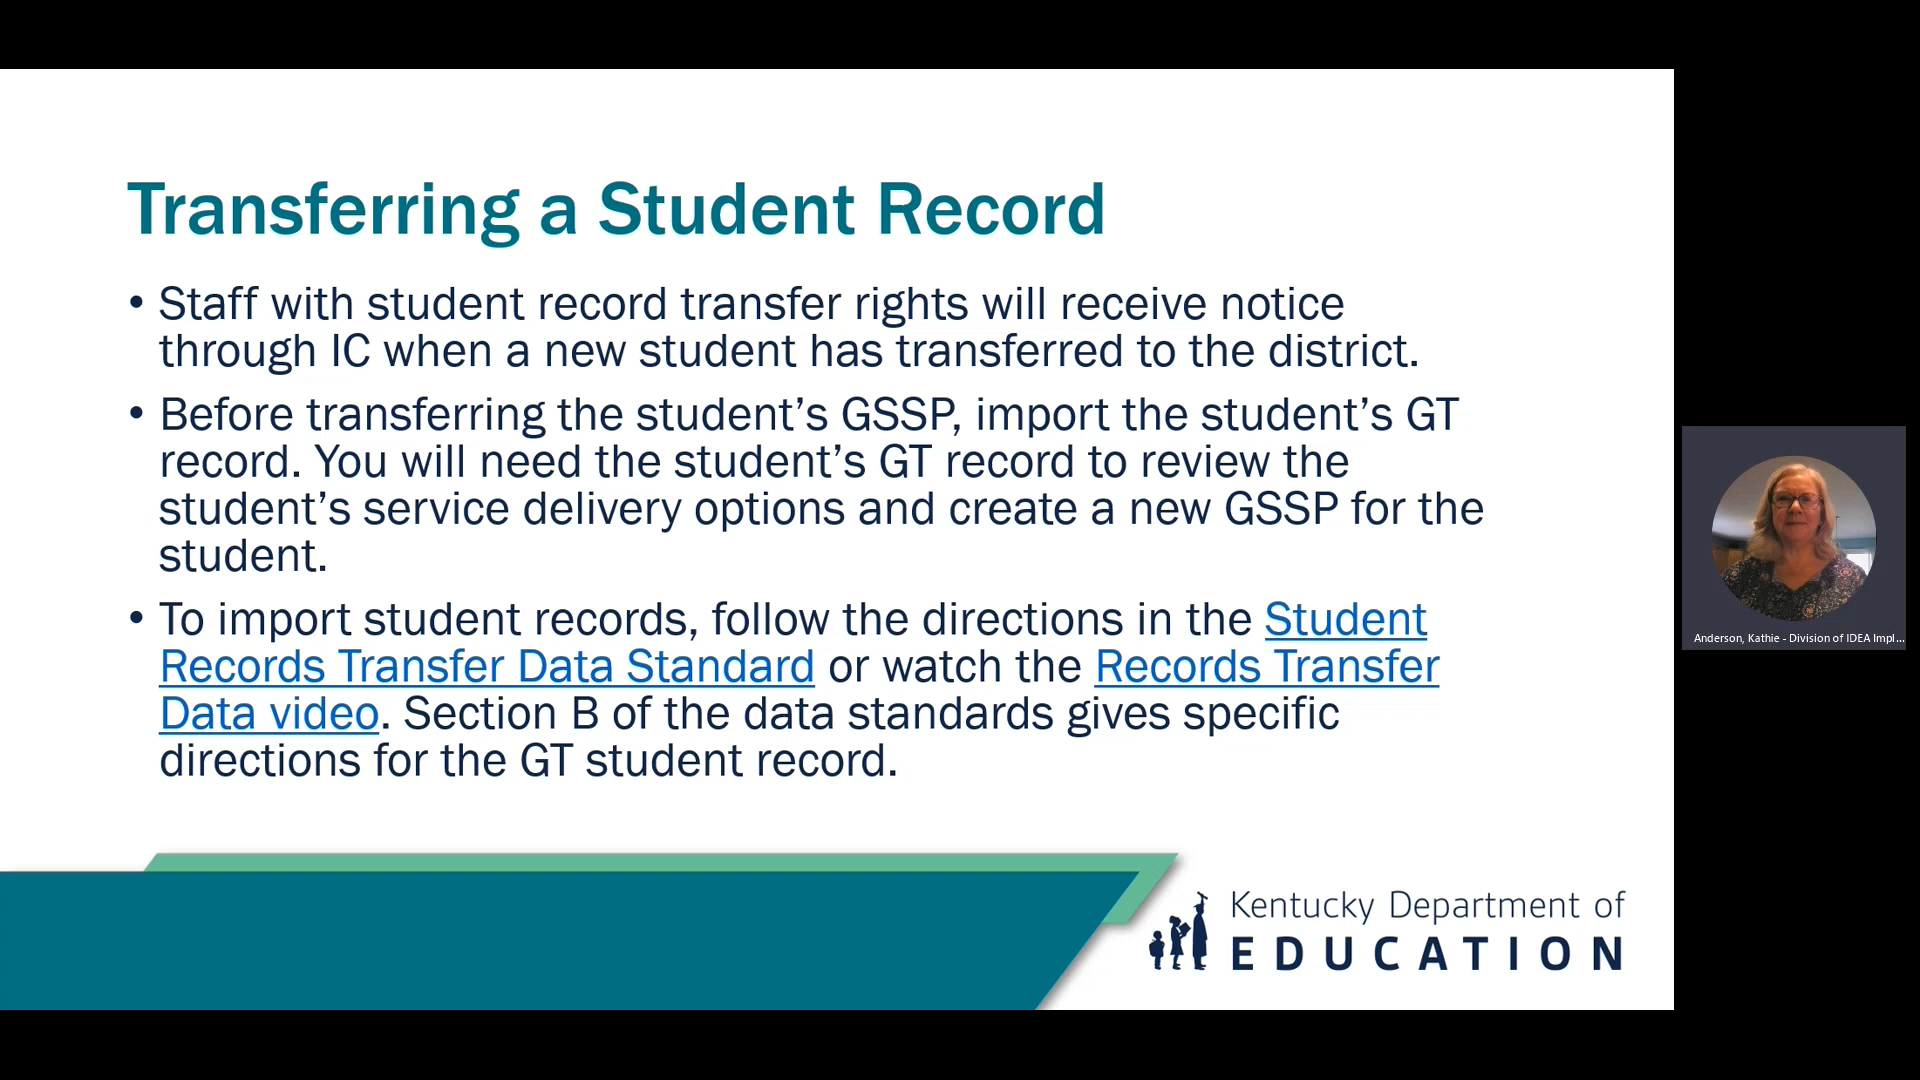 Transferring a Student Record
• Staff with student record transfer rights will receive notice
through IC when a new student has transferred to the district.
• Before transferring the student’s GSSP, import the student’s GT
record. You will need the student’s GT record to review the
student’s service delivery options and create a new GSSP for the
student.
• To import student records, follow the directions in the Student
Records Transfer Data Standard or watch the Records Transfer
Data video. Section B of the data standards gives specific
directions for the GT student record.
Kentucky Department of
EDUCATION
Anderson, Kathie - Division of IDEA Impl...